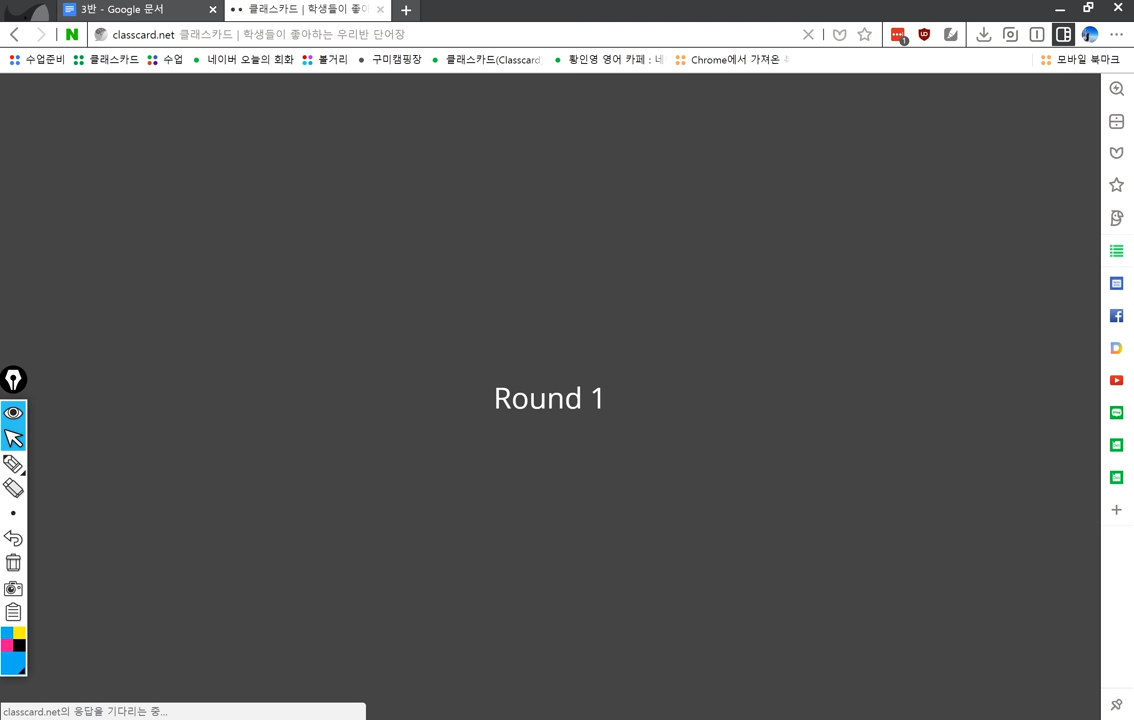 3반 - Google 문서
클래스카드 | 학생들이 좋아
classcard.net 클래스카드 | 학생들이 좋아하는 우리반 단어장
수업준비 클래스카드 수업 네이버 오늘의 회화 볼거리 구미캠핑장 클래스카드(Classcard) 황인영 영어 카페 : 네 Chrome에서 가져온 모바일 북마크
Round 1
classcard.net의 응답을 기다리는 중...